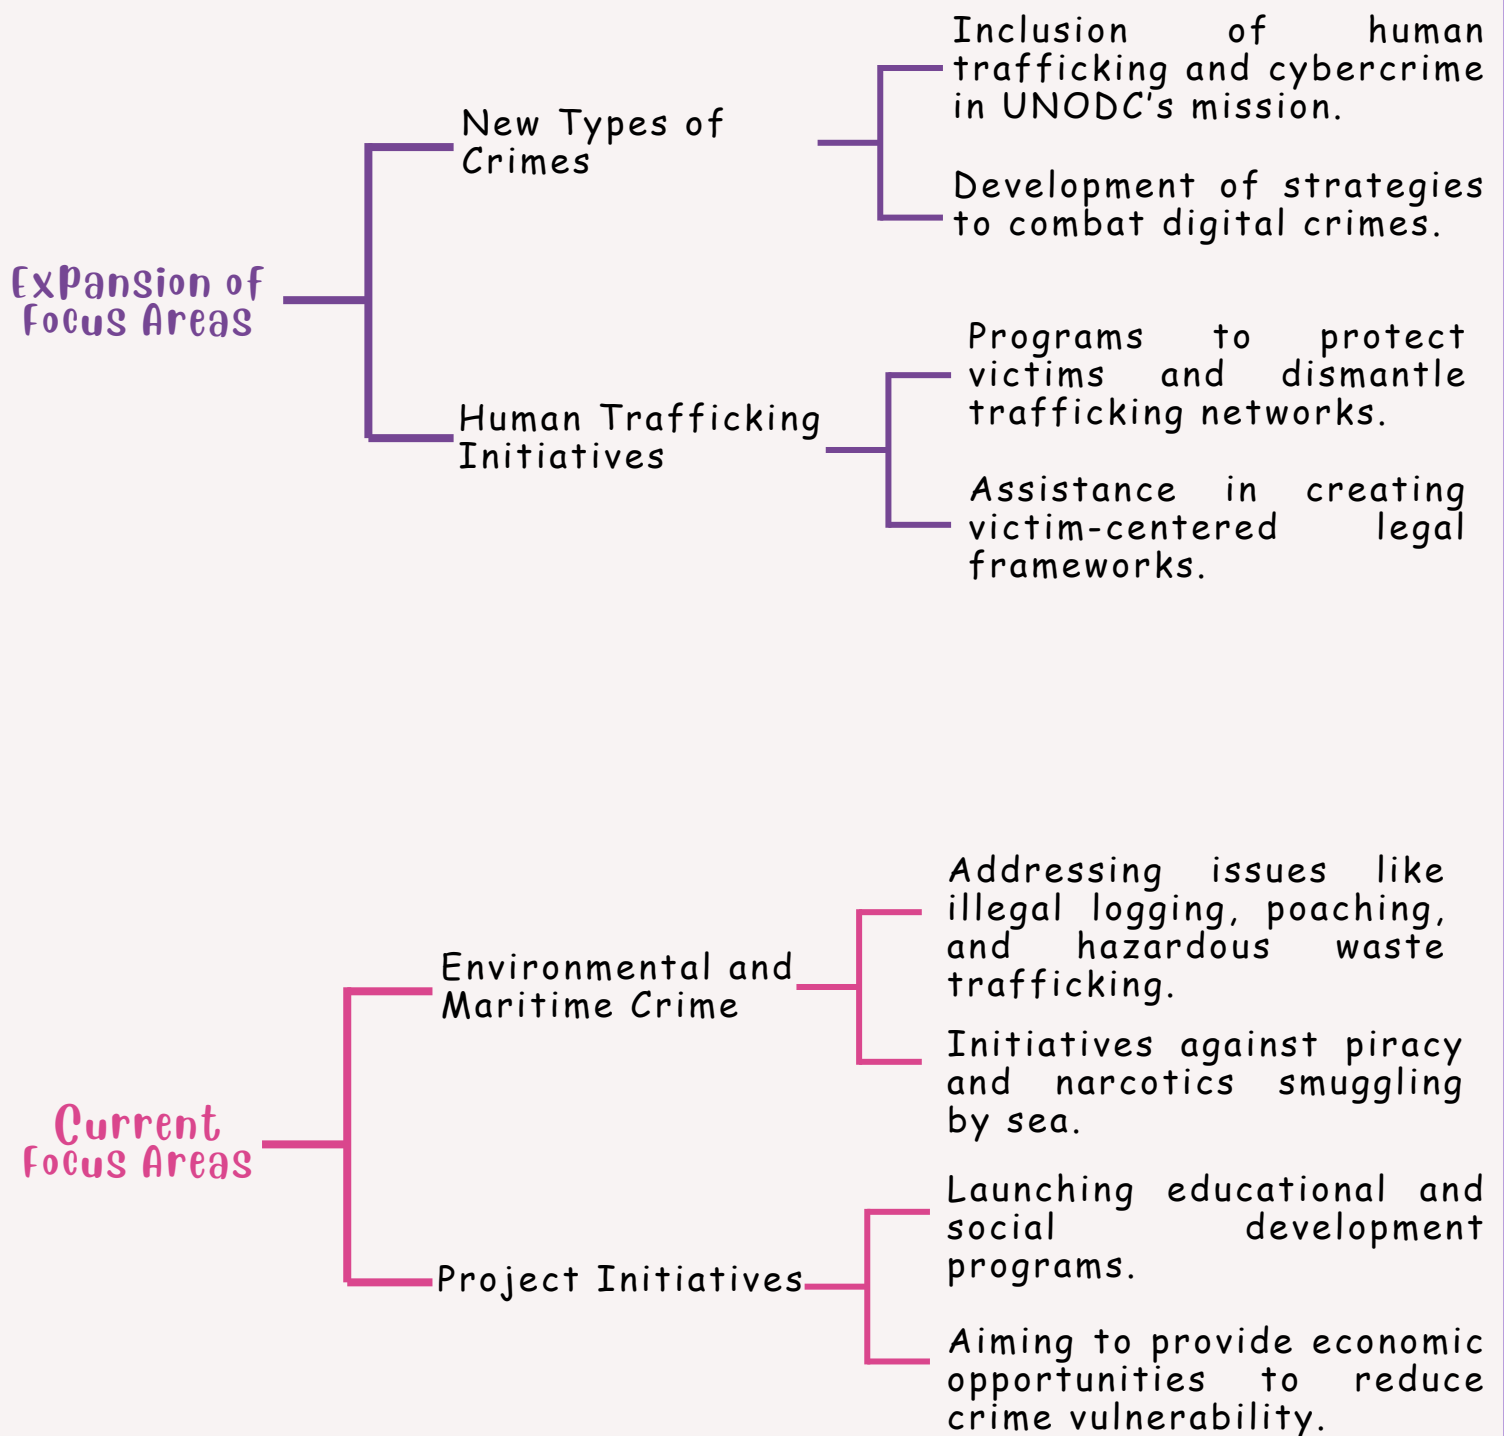 Expansion of
Focus Areas
New Types of
Crimes
Inclusion of human
trafficking and cybercrime
in UNODC's mission.
Development of strategies
to combat digital crimes.
Human Trafficking
Initiatives
Programs to protect
victims and dismantle
trafficking networks.
Assistance in creating
victim-centered legal
frameworks.
Current
Focus Areas
Environmental and
Maritime Crime
Addressing issues like
illegal logging, poaching,
and hazardous waste
trafficking.
Initiatives against piracy
and narcotics smuggling
by sea.
Project Initiatives
Launching educational and
social development
programs.
Aiming to provide economic
opportunities to reduce
crime vulnerability.